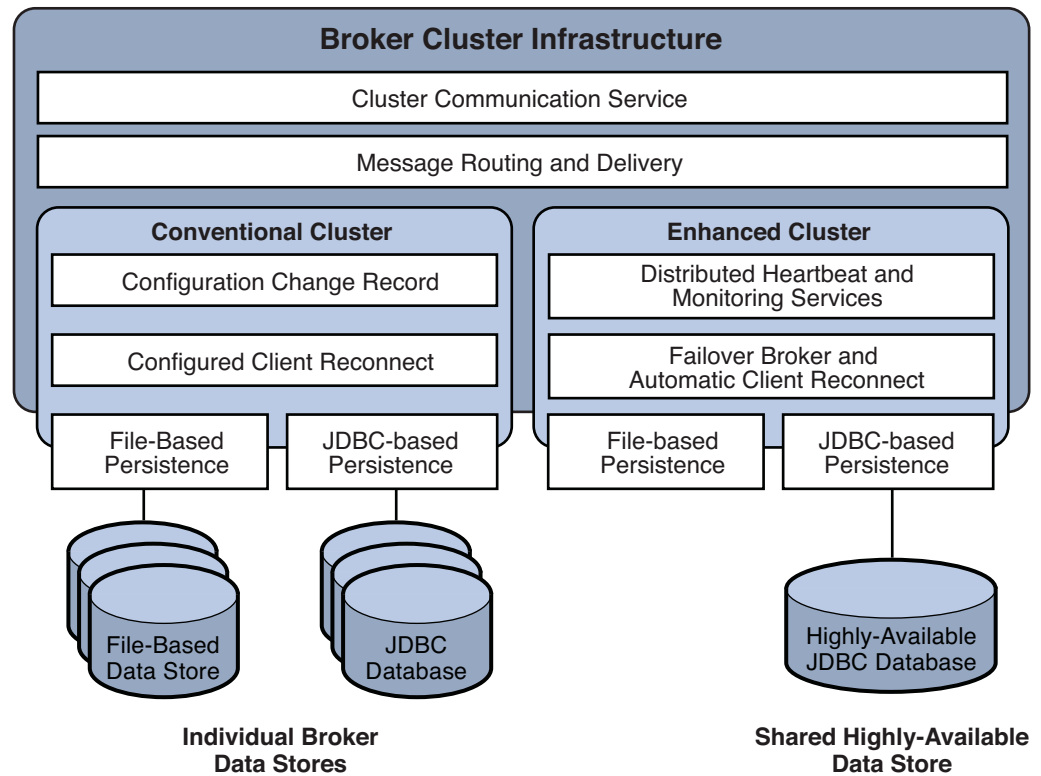 Broker Cluster Infrastructure
Cluster Communication Service
Message Routing and Delivery
Conventional Cluster
Configuration Change Record
Configured Client Reconnect
Enhanced Cluster
Distributed Heartbeat and
Monitoring Services
Failover Broker and
Automatic Client Reconnect
File-Based
Persistence
JDBC-based
Persistence
File-based
Persistence
JDBC-based
Persistence
File-Based
Data Store
JDBC
Database
Highly-Available
JDBC Database
Individual Broker
Data Stores
Shared Highly-Available
Data Store